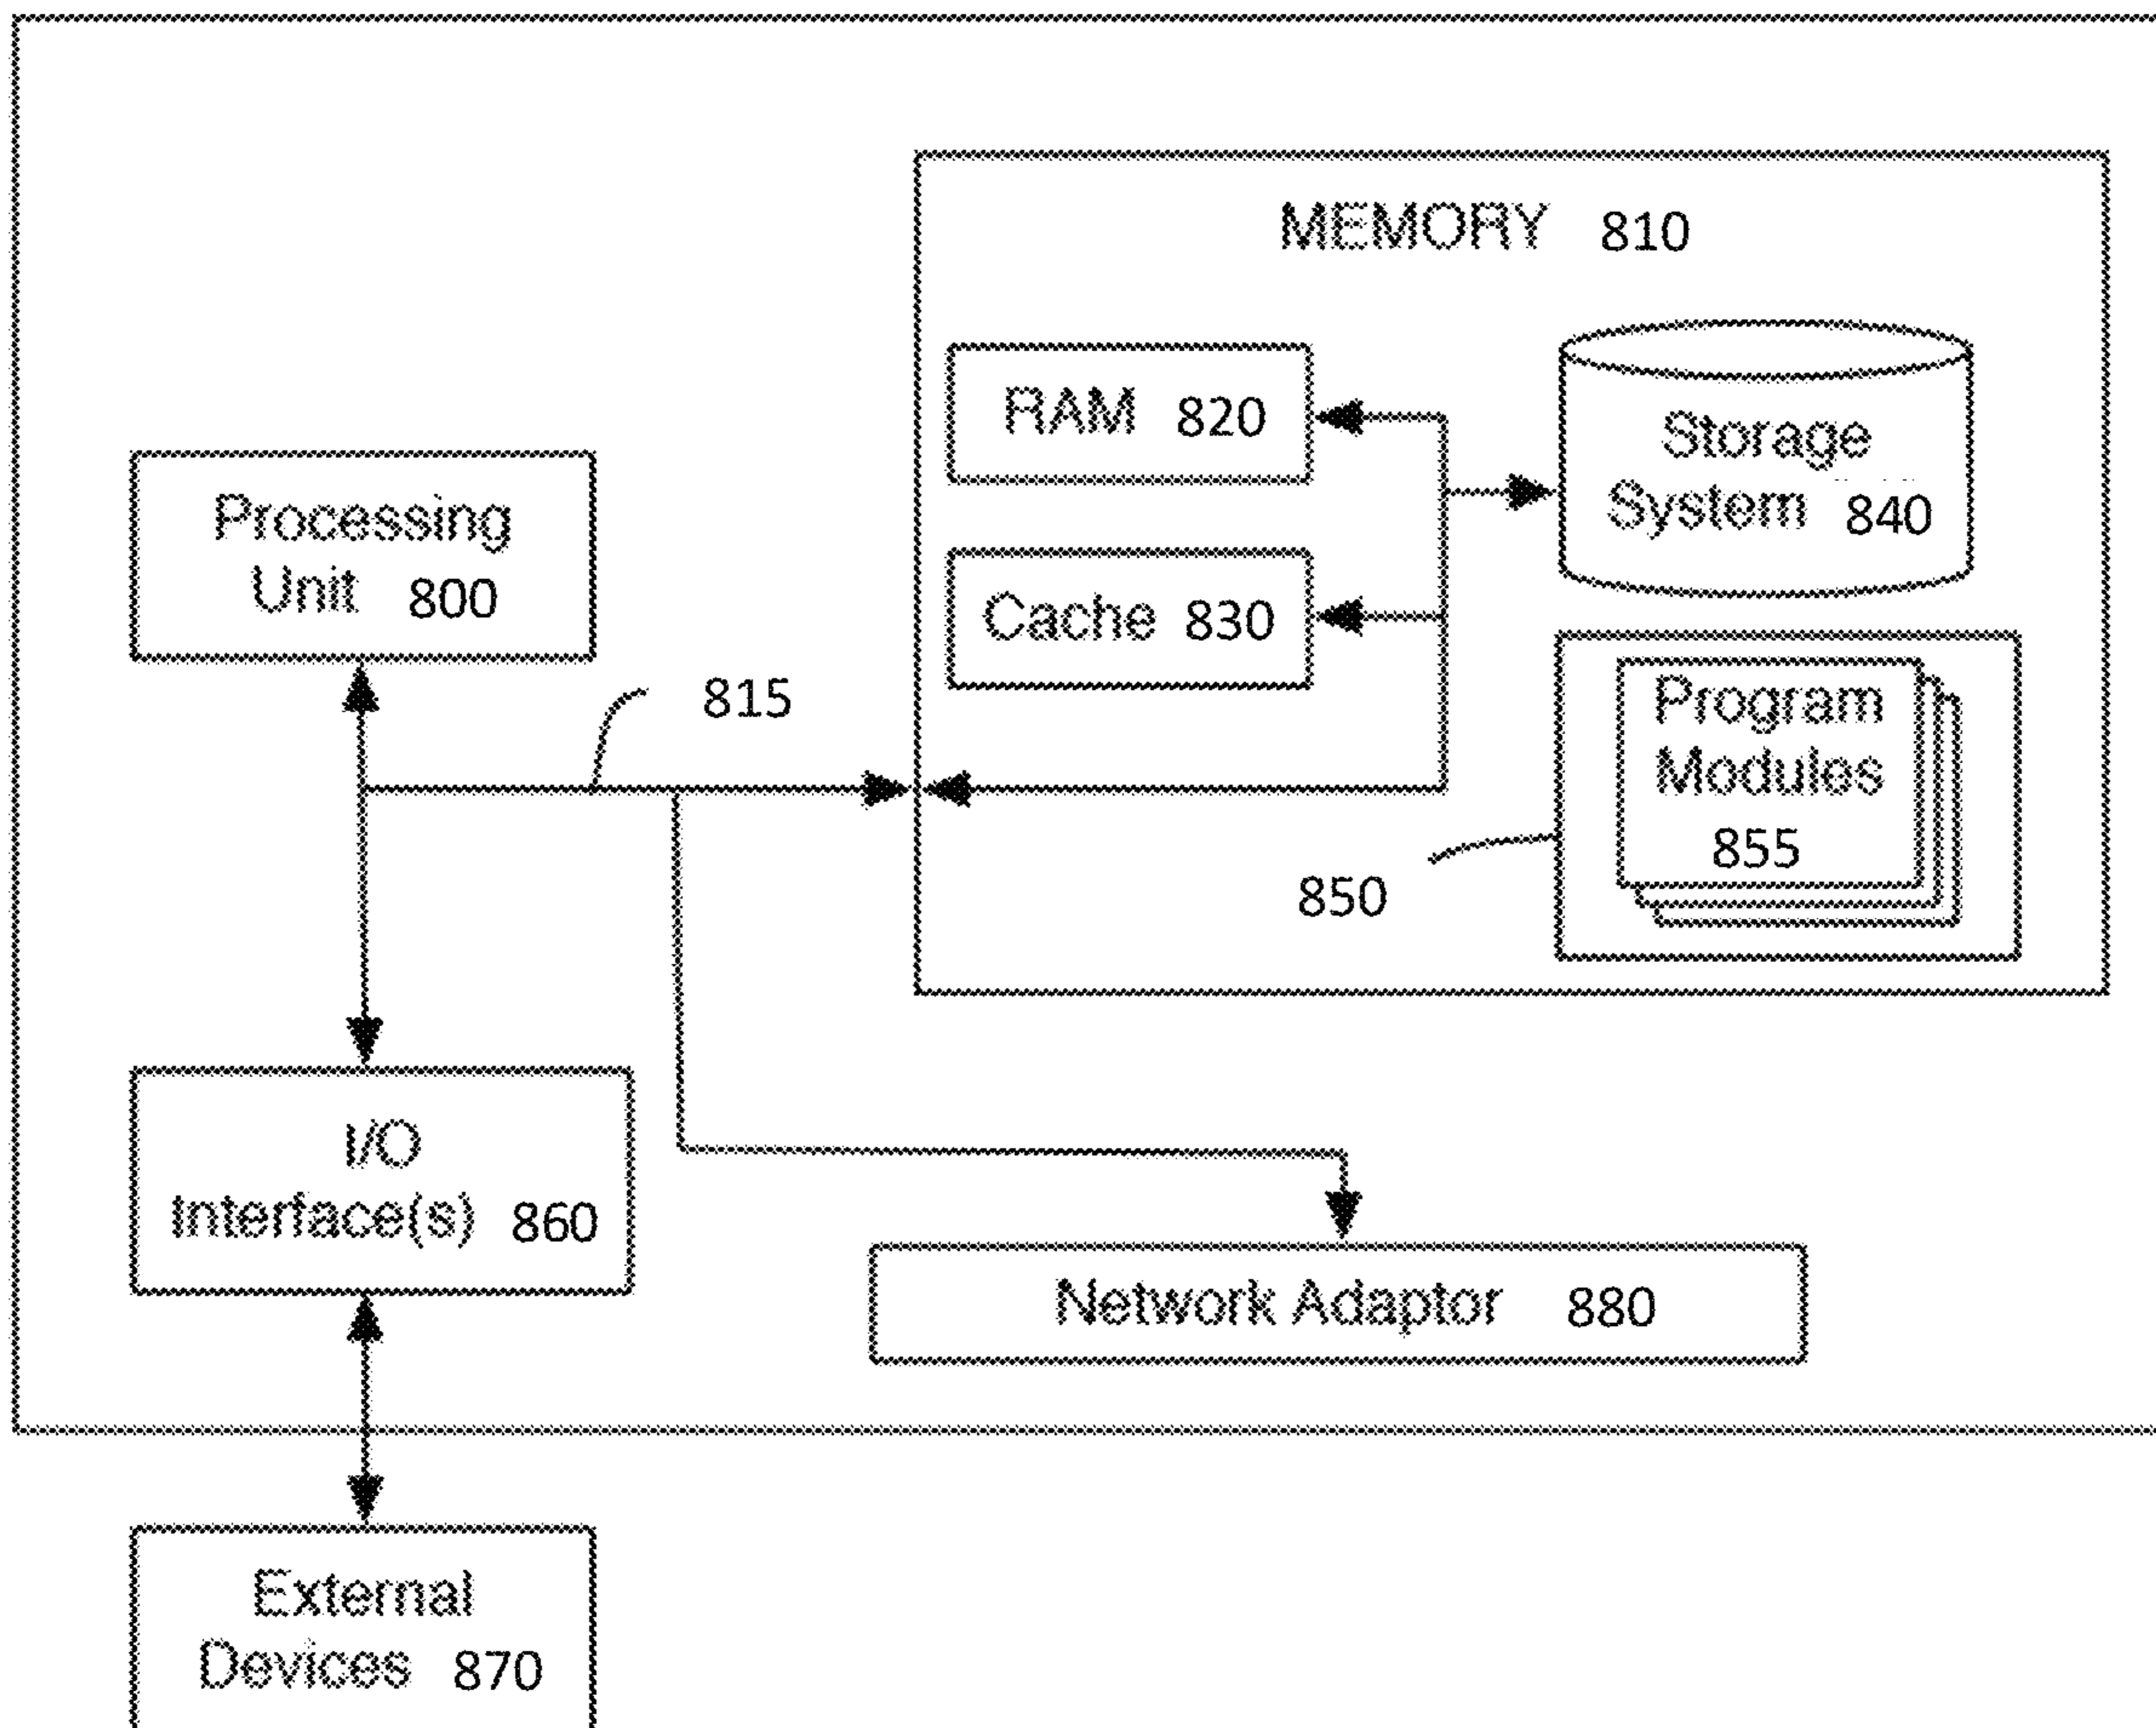 MEMORY 810
RAM 820
Storage
System 840
Processing
Unit 800
Cache 830
815
Program
Modules
855
850
I/O
Interface(s) 860
Network Adaptor 880
External
Devices 870